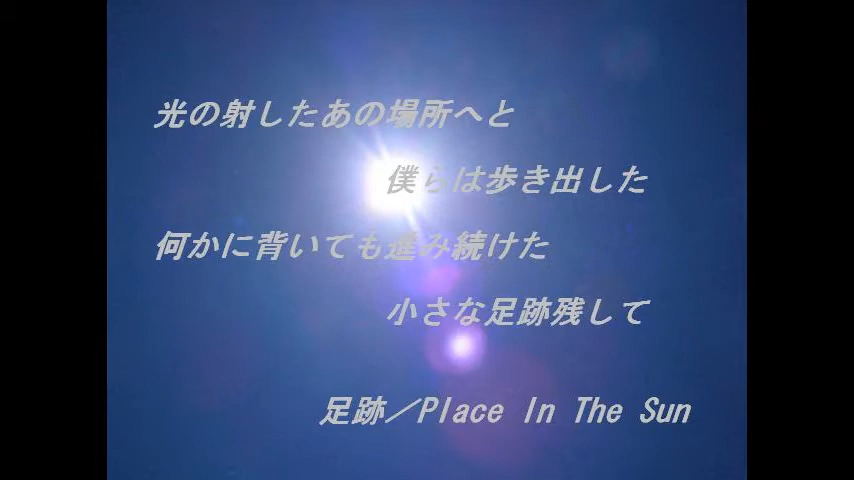 光の射したあの場所へと
僕らは歩き出した
何かに背いても進み続けた
小さな足跡残して
足跡／Place In The Sun